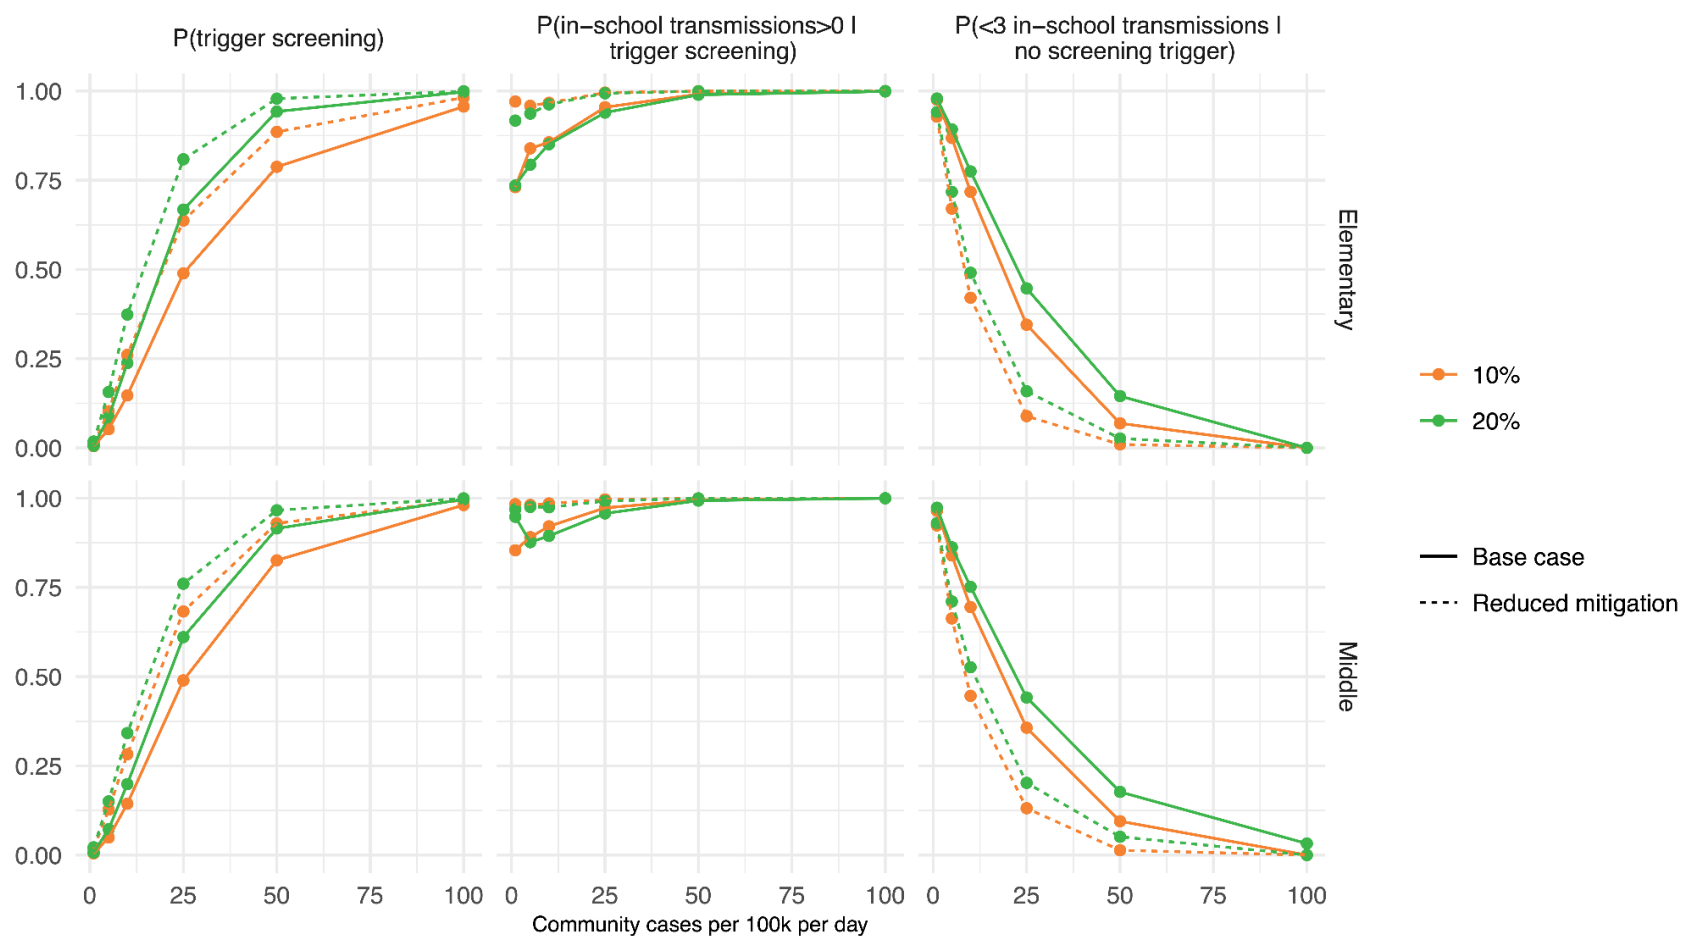 P(trigger screening)
P(in−school transmissions>0 |
trigger screening)
P(<3 in−school transmissions |
no screening trigger)
1.00
0.75
0.50
0.25
0.00
Elementary
10%
20%
1.00
0.75
0.50
0.25
0.00
Middle
Base case
Reduced mitigation
0 25 50 75 100
0 25 50 75 100
0 25 50 75 100
Community cases per 100k per day